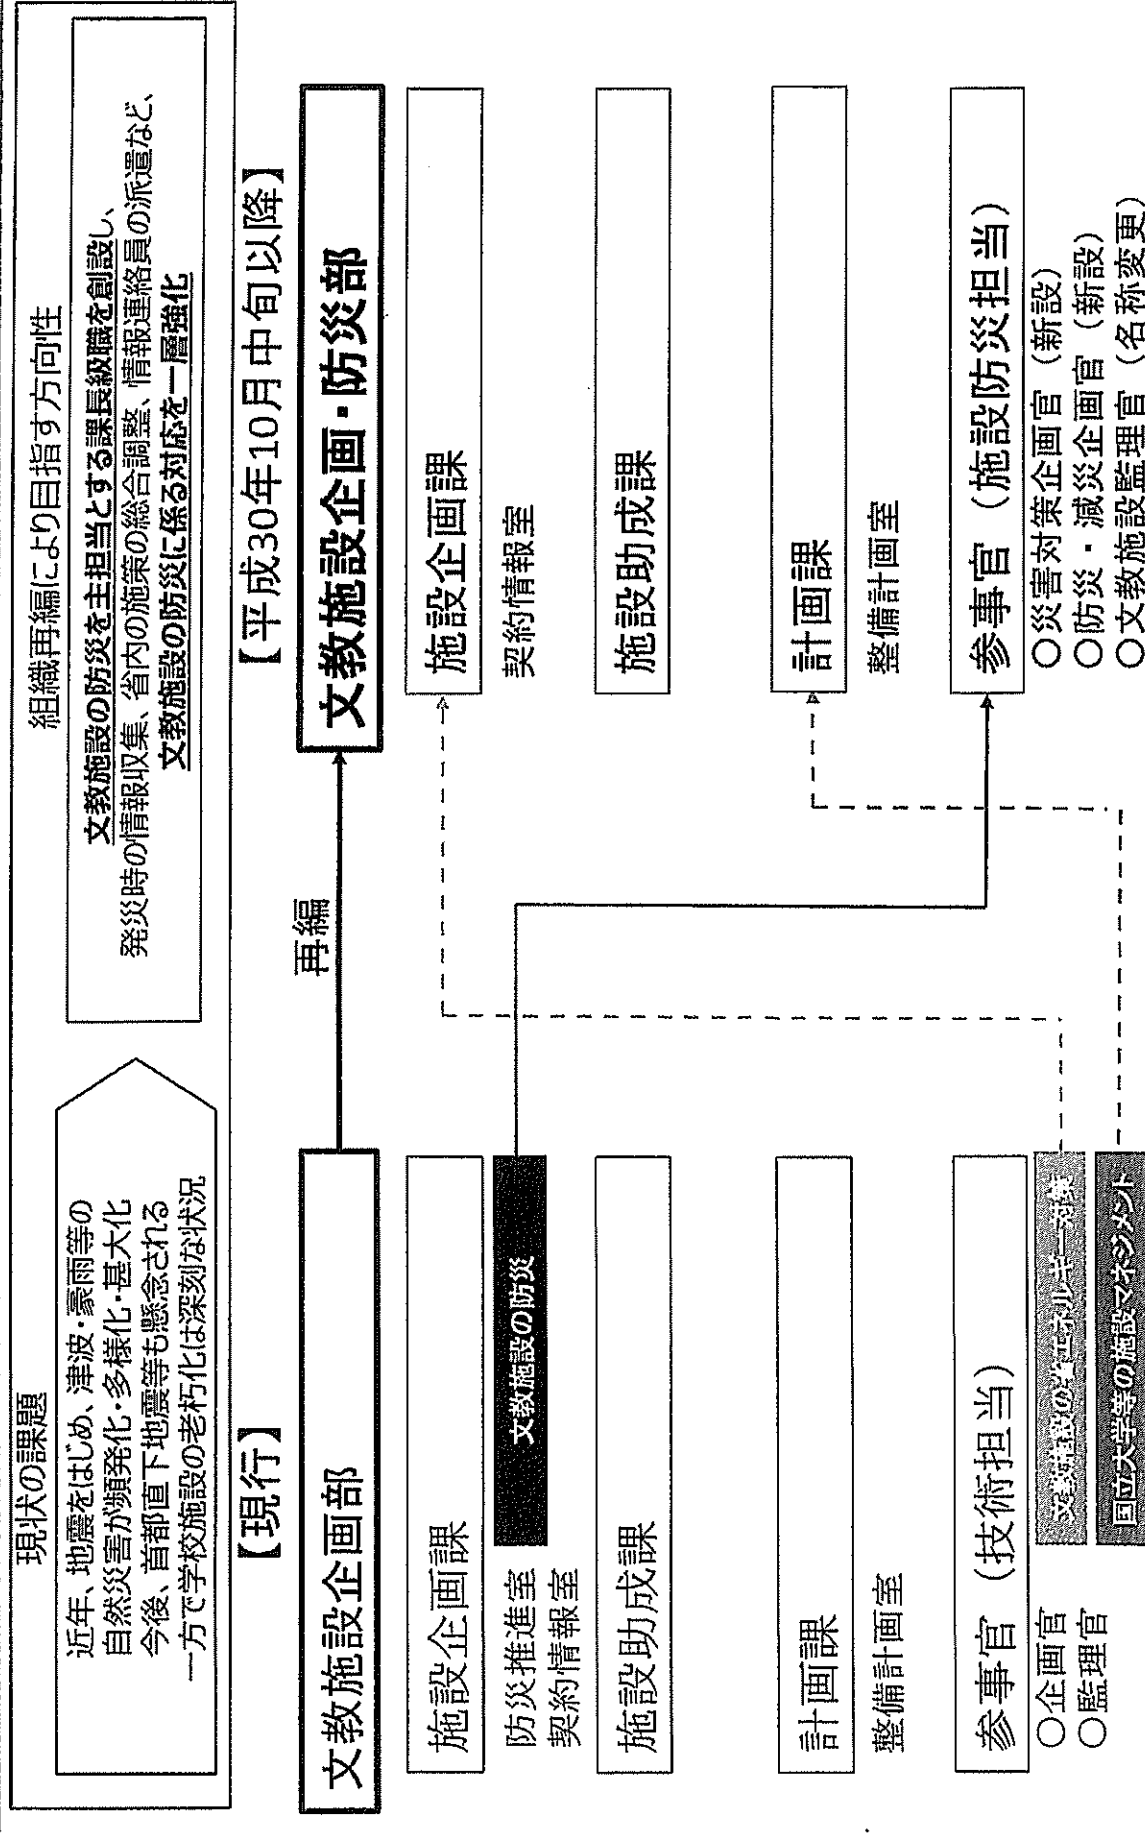 現状の課題
近年、地震をはじめ、津波・豪雨等の
自然災害が頻発化・多様化・甚大化
今後、首都直下地震等も懸念される
一方で学校施設の老朽化は深刻な状況
組織再編により目指す方向性
文教施設の防災を主担当とする課長級職を創設し、
発災時の情報収集、省内の施策の総合調整、情報連絡員の派遣など、
文教施設の防災に係る対応を一層強化
【現行】
文教施設企画部
施設企画課
防災推進室
契約情報室
文教施設の防災
施設助成課
計画課
整備計画室
参事官（技術担当）
○企画官
○監理官
文教施設の省エネルギー対策
国立大学等の施設マネジメント
再編
【平成30年10月中旬以降】
文教施設企画・防災部
施設企画課
契約情報室
施設助成課
計画課
整備計画室
参事官（施設防災担当）
○災害対策企画官（新設）
○防災・減災企画官（新設）
○文教施設監理官（名称変更）